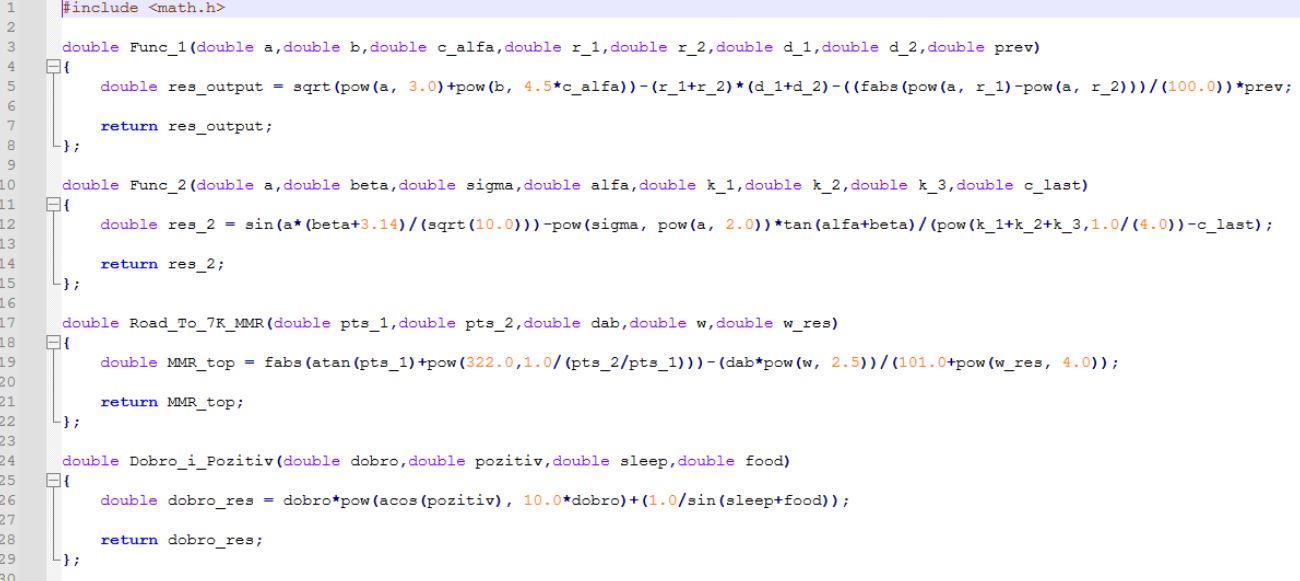 1 #include <math.h>
2
3 double Func_1(double a,double b,double c_alfa,double r_1,double r_2,double d_1,double d_2,double prev)
4 {
5 double res_output = sqrt(pow(a, 3.0)+pow(b, 4.5*c_alfa))-(r_1+r_2)*(d_1+d_2)-((fabs(pow(a, r_1)-pow(a, r_2)))/(100.0))*prev;
6
7 return res_output;
8 };
9
10 double Func_2(double a,double beta,double sigma,double alfa,double k_1,double k_2,double k_3,double c_last)
11 {
12 double res_2 = sin(a*(beta+3.14)/(sqrt(10.0)))-pow(sigma, pow(a, 2.0))*tan(alfa+beta)/(pow(k_1+k_2+k_3,1.0/(4.0))-c_last);
13
14 return res_2;
15 };
16
17 double Road_To_7K_MMR(double pts_1,double pts_2,double dab,double w,double w_res)
18 {
19 double MMR_top = fabs(atan(pts_1)+pow(322.0,1.0/(pts_2/pts_1)))-(dab*pow(w, 2.5))/(101.0+pow(w_res, 4.0));
20
21 return MMR_top;
22 };
23
24 double Dobro_i_Pozitiv(double dobro,double pozitiv,double sleep,double food)
25 {
26 double dobro_res = dobro*pow(acos(pozitiv), 10.0*dobro)+(1.0/sin(sleep+food));
27
28 return dobro_res;
29 };
30